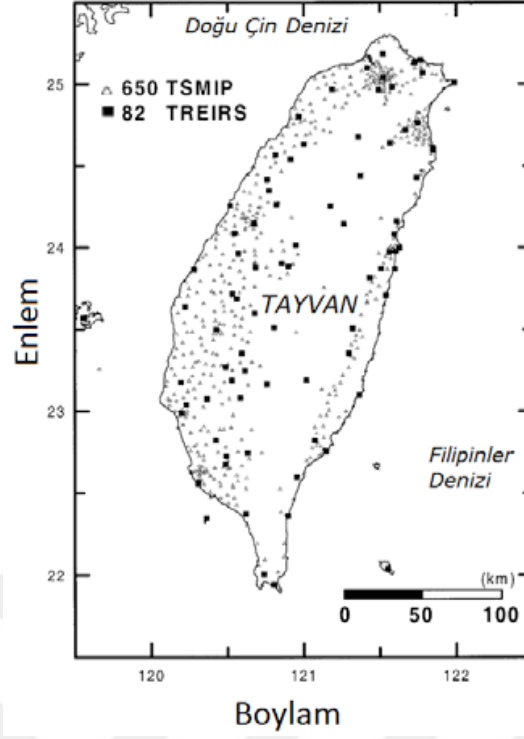 Doğu Çin Denizi
650 TSMIP
82 TREIRS
25
24
23
22
Enlem
TAYVAN
Filipinler
Denizi
(km)
0 50 100
120 121 122
Boylam